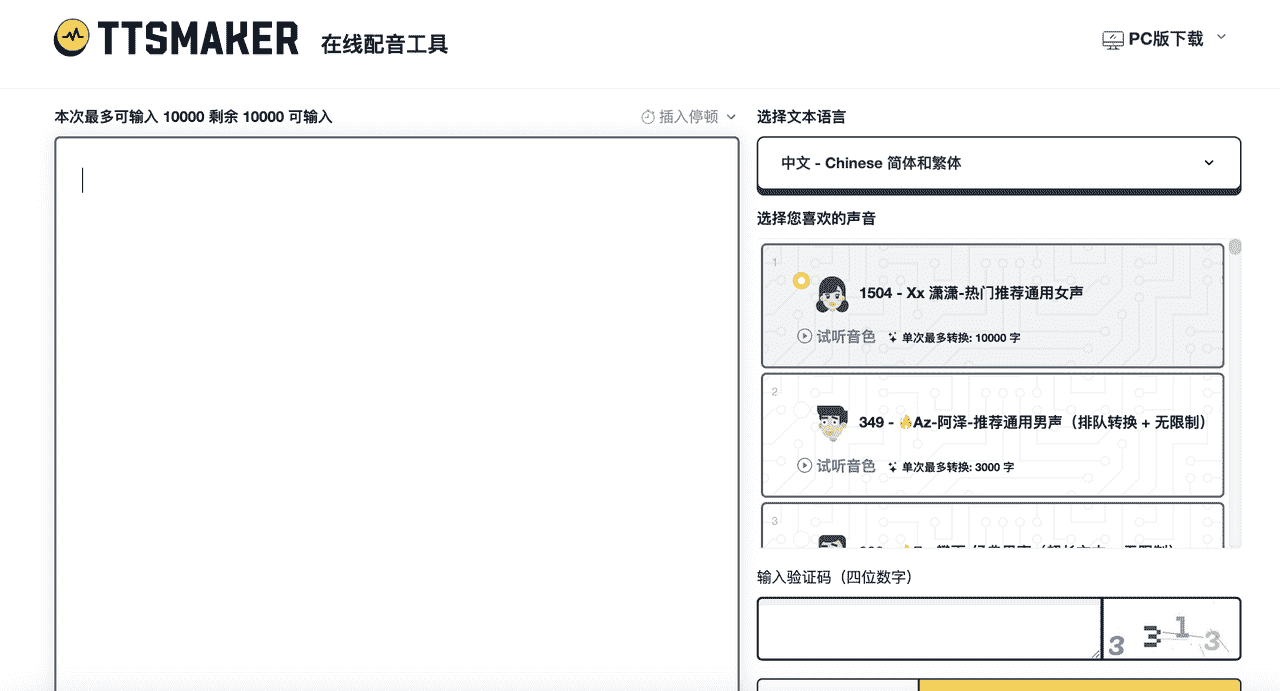 TTSMAKER 在线配音工具
PC版下载
本次最多可输入 10000 剩余 10000 可输入
插入停顿
选择文本语言
中文 - Chinese 简体和繁体
选择您喜欢的声音
1
1504 - Xx 潇潇-热门推荐通用女声
试听音色 单次最多转换: 10000 字
2
349 - 🔥Az-阿泽-推荐通用男声（排队转换 + 无限制）
试听音色 单次最多转换: 3000 字
3
输入验证码（四位数字）
3 3 1 3